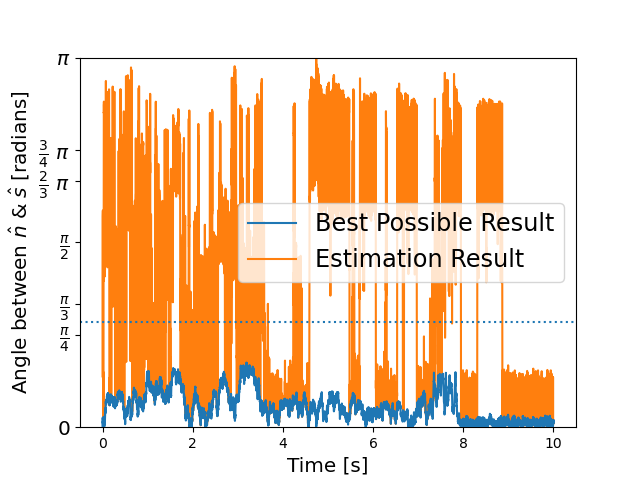 π
3/4 π
2/3 π
π/2
π/3
π/4
0
Angle between n̂ & ŝ [radians]
Best Possible Result
Estimation Result
0 2 4 6 8 10
Time [s]